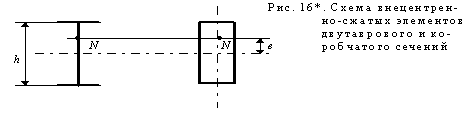 Рис. 16*. Схема внецентрен-
но-сжатых элементов
двутаврового и ко-
робчатого сечений
N
N
e
h